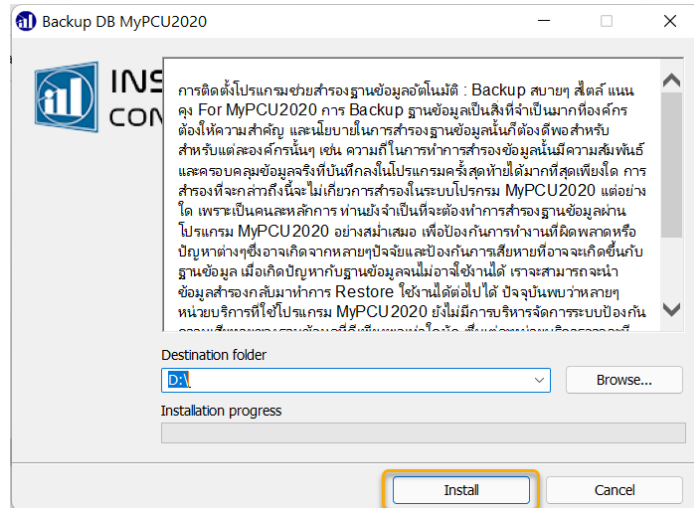 Backup DB MyPCU2020
INS
CON
การติดตั้งโปรแกรมช่วยสำรองฐานข้อมูลอัตโนมัติ : Backup สบายๆ สไตล์ แนน
คุง For MyPCU2020 การ Backup ฐานข้อมูลเป็นสิ่งที่จำเป็นมากที่องค์กร
ต้องให้ความสำคัญ และนโยบายในการสำรองฐานข้อมูลนั้นก็ต้องดีพอสำหรับ
สำหรับแต่ละองค์กรนั้นๆ เช่น ความถี่ในการทำการสำรองข้อมูลนั้นมีความสัมพันธ์
และครอบคลุมข้อมูลจริงที่บันทึกลงในโปรแกรมครั้งสุดท้ายได้มากที่สุดเพียงใด การ
สำรองที่จะกล่าวถึงนี้จะไม่เกี่ยวการสำรองในระบบโปรกรม MyPCU2020 แต่อย่าง
ใด เพราะเป็นคนละหลักการ ท่านยังจำเป็นที่จะต้องทำการสำรองฐานข้อมูลผ่าน
โปรแกรม MyPCU2020 อย่างสม่ำเสมอ เพื่อป้องกันการทำงานที่ผิดพลาดหรือ
ปัญหาต่างๆซึ่งอาจเกิดจากหลายๆปัจจัยและป้องกันการเสียหายที่อาจจะเกิดขึ้นกับ
ฐานข้อมูล เมื่อเกิดปัญหากับฐานข้อมูลจนไม่อาจใช้งานได้ เราจะสามารถจะนำ
ข้อมูลสำรองกลับมาทำการ Restore ใช้งานได้ต่อไปได้ ปัจจุบันพบว่าหลายๆ
หน่วยบริการที่ใช้โปรแกรม MyPCU2020 ยังไม่มีการบริหารจัดการระบบป้องกัน
Destination folder
D:\
Browse...
Installation progress
Install
Cancel